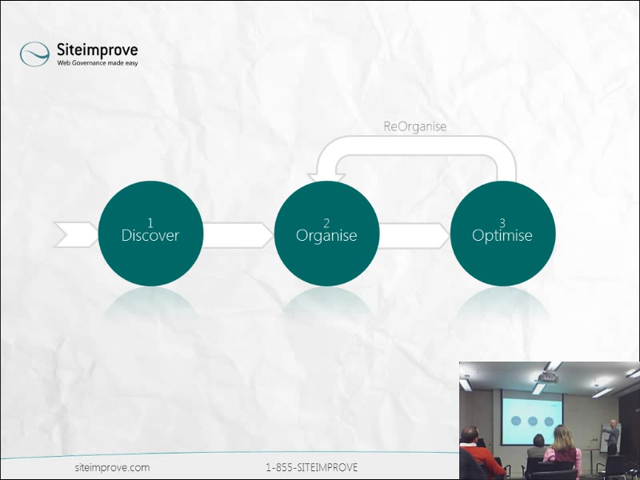 Siteimprove
Web Governance made easy
ReOrganise
1
Discover
2
Organise
3
Optimise
siteimprove.com
1-855-SITEIMPROVE